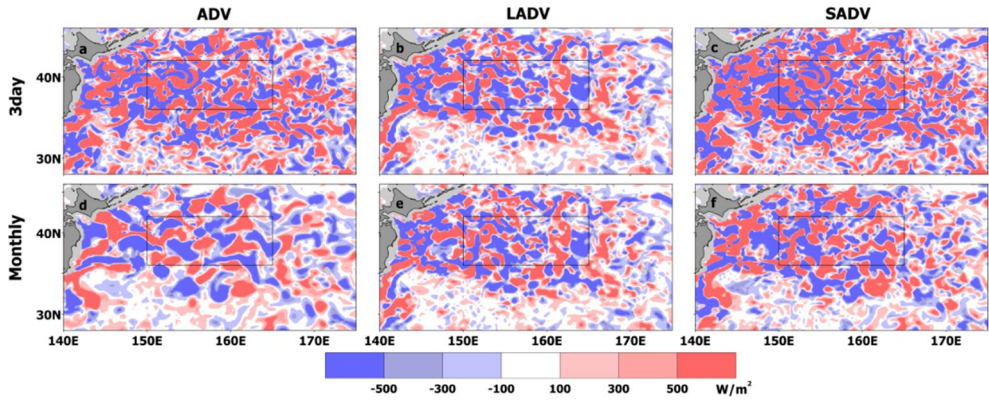 ADV LADV SADV
3day
a b c
40N
30N
Monthly
d e f
40N
30N
140E 150E 160E 170E 140E 150E 160E 170E 140E 150E 160E 170E
-500 -300 -100 100 300 500 W/m²